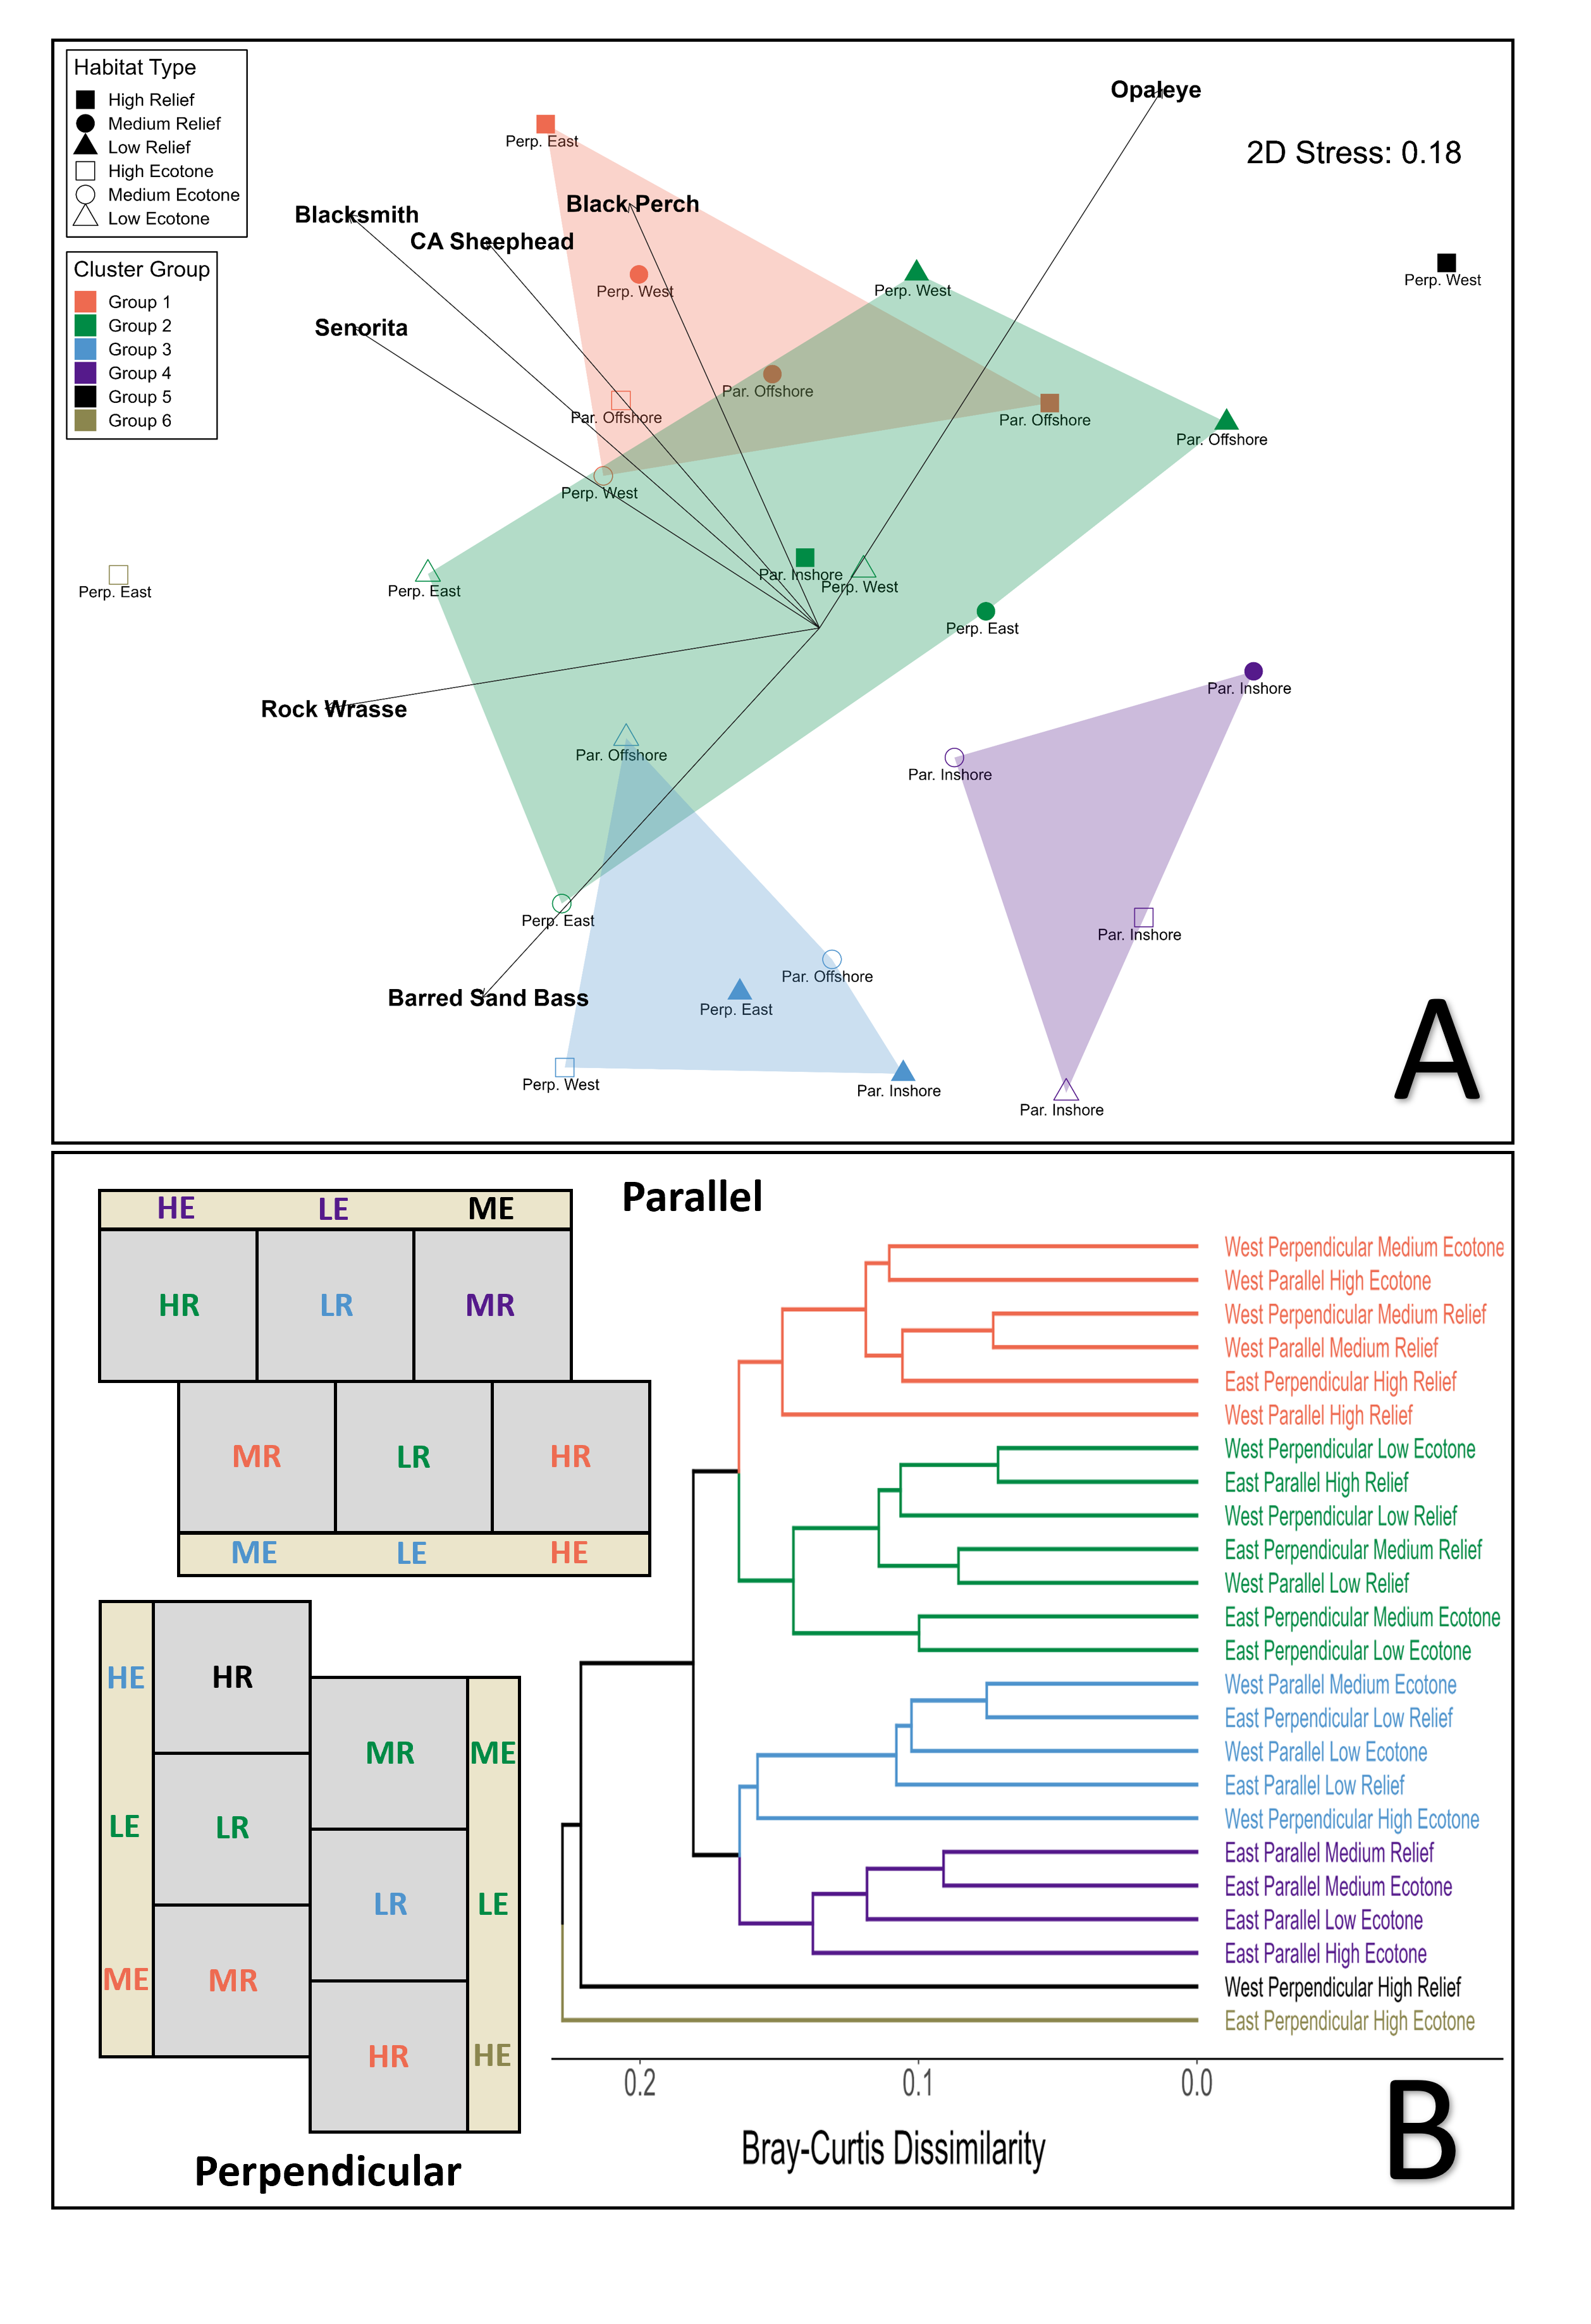 Habitat Type
High Relief
Medium Relief
Low Relief
High Ecotone
Medium Ecotone
Low Ecotone
Cluster Group
Group 1
Group 2
Group 3
Group 4
Group 5
Group 6
Opaleye
2D Stress: 0.18
Perp. East
Blacksmith
Black Perch
CA Sheephead
Perp. West
Perp. West
Perp. West
Senorita
Par. Offshore
Par. Offshore
Par. Offshore
Par. Offshore
Perp. West
Perp. East
Perp. East
Par. Inshore
Perp. West
Perp. East
Par. Inshore
Rock Wrasse
Par. Offshore
Par. Inshore
Perp. East
Par. Inshore
Par. Offshore
Barred Sand Bass
Perp. East
Perp. West
Par. Inshore
Par. Inshore
A
Parallel
HE LE ME
HR LR MR
MR LR HR
ME LE HE
HE HR
MR ME
LE LR
LR LE
ME MR
HR HE
Perpendicular
West Perpendicular Medium Ecotone
West Parallel High Ecotone
West Perpendicular Medium Relief
West Parallel Medium Relief
East Perpendicular High Relief
West Parallel High Relief
West Perpendicular Low Ecotone
East Parallel High Relief
West Perpendicular Low Relief
East Perpendicular Medium Relief
West Parallel Low Relief
East Perpendicular Medium Ecotone
East Perpendicular Low Ecotone
West Parallel Medium Ecotone
East Perpendicular Low Relief
West Parallel Low Ecotone
East Parallel Low Relief
West Perpendicular High Ecotone
East Parallel Medium Relief
East Parallel Medium Ecotone
East Parallel Low Ecotone
East Parallel High Ecotone
West Perpendicular High Relief
East Perpendicular High Ecotone
0.2 0.1 0.0
Bray-Curtis Dissimilarity
B